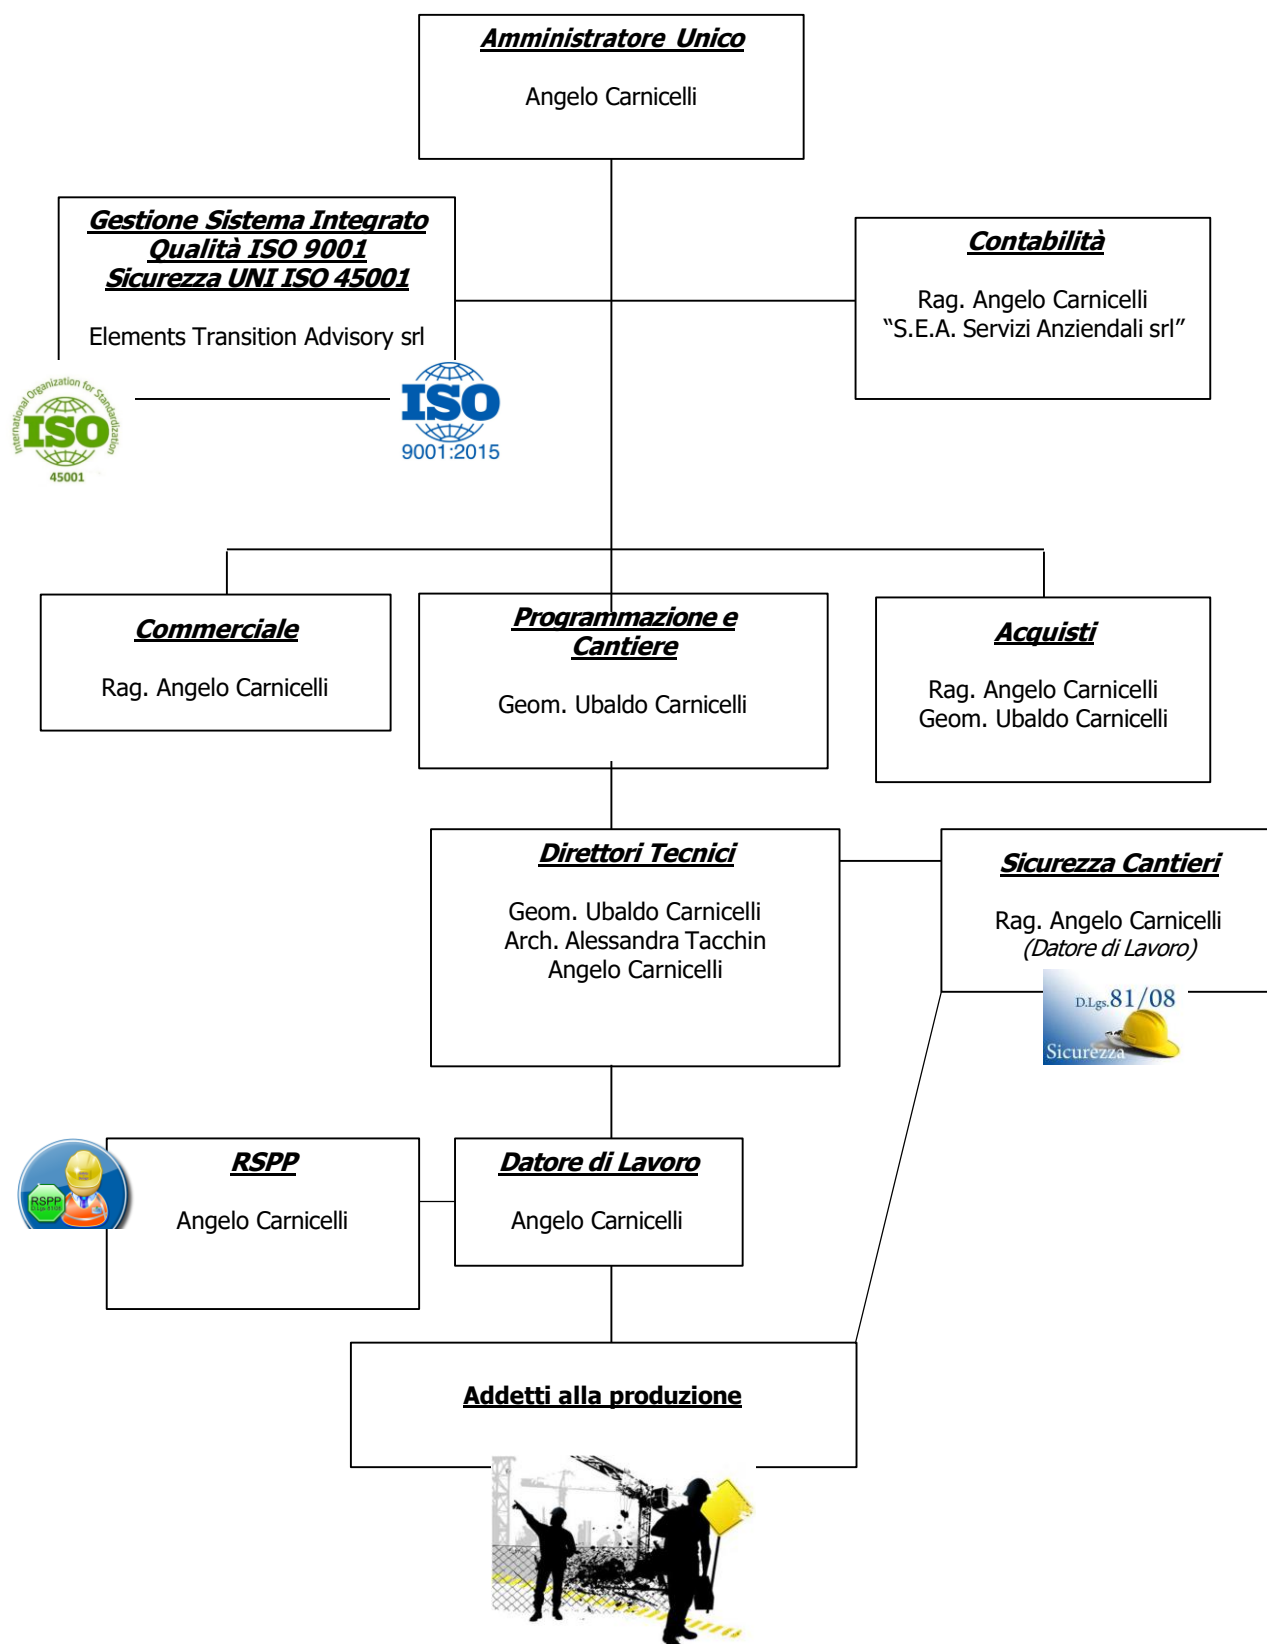 Amministratore Unico
Angelo Carnicelli
Gestione Sistema Integrato
Qualità ISO 9001
Sicurezza UNI ISO 45001
Elements Transition Advisory srl
Contabilità
Rag. Angelo Carnicelli
“S.E.A. Servizi Anziendali srl”
International Organization for Standardization
ISO
45001
ISO
9001:2015
Commerciale
Rag. Angelo Carnicelli
Programmazione e
Cantiere
Geom. Ubaldo Carnicelli
Acquisti
Rag. Angelo Carnicelli
Geom. Ubaldo Carnicelli
Direttori Tecnici
Geom. Ubaldo Carnicelli
Arch. Alessandra Tacchin
Angelo Carnicelli
Sicurezza Cantieri
Rag. Angelo Carnicelli
(Datore di Lavoro)
D.Lgs.81/08
Sicurezza
RSPP
Angelo Carnicelli
RSPP
D.Lgs.81/08
Datore di Lavoro
Angelo Carnicelli
Addetti alla produzione